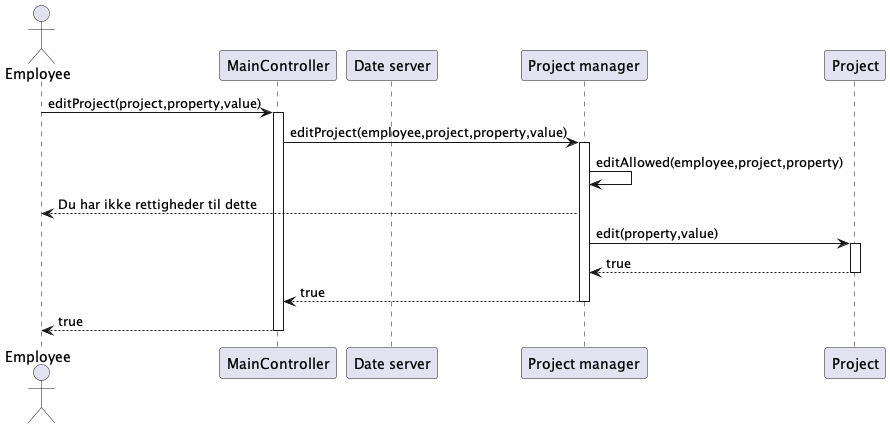 Employee
MainController
Date server
Project manager
Project
editProject(project,property,value)
editProject(employee,project,property,value)
editAllowed(employee,project,property)
Du har ikke rettigheder til dette
edit(property,value)
true
true
true
Employee
MainController
Date server
Project manager
Project